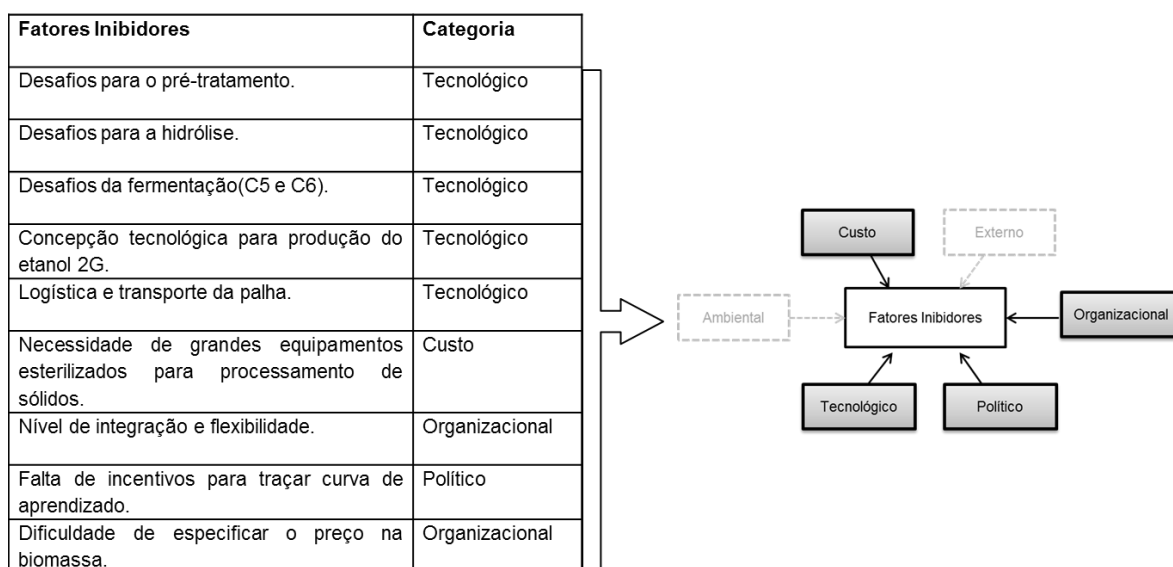 Fatores Inibidores Categoria
Desafios para o pré-tratamento. Tecnológico
Desafios para a hidrólise. Tecnológico
Desafios da fermentação(C5 e C6). Tecnológico
Concepção tecnológica para produção do Tecnológico
etanol 2G.
Logística e transporte da palha. Tecnológico
Necessidade de grandes equipamentos Custo
esterilizados para processamento de
sólidos.
Nível de integração e flexibilidade. Organizacional
Falta de incentivos para traçar curva de Político
aprendizado.
Dificuldade de especificar o preço na Organizacional
biomassa.
Custo Externo
Ambiental Fatores Inibidores Organizacional
Tecnológico Político